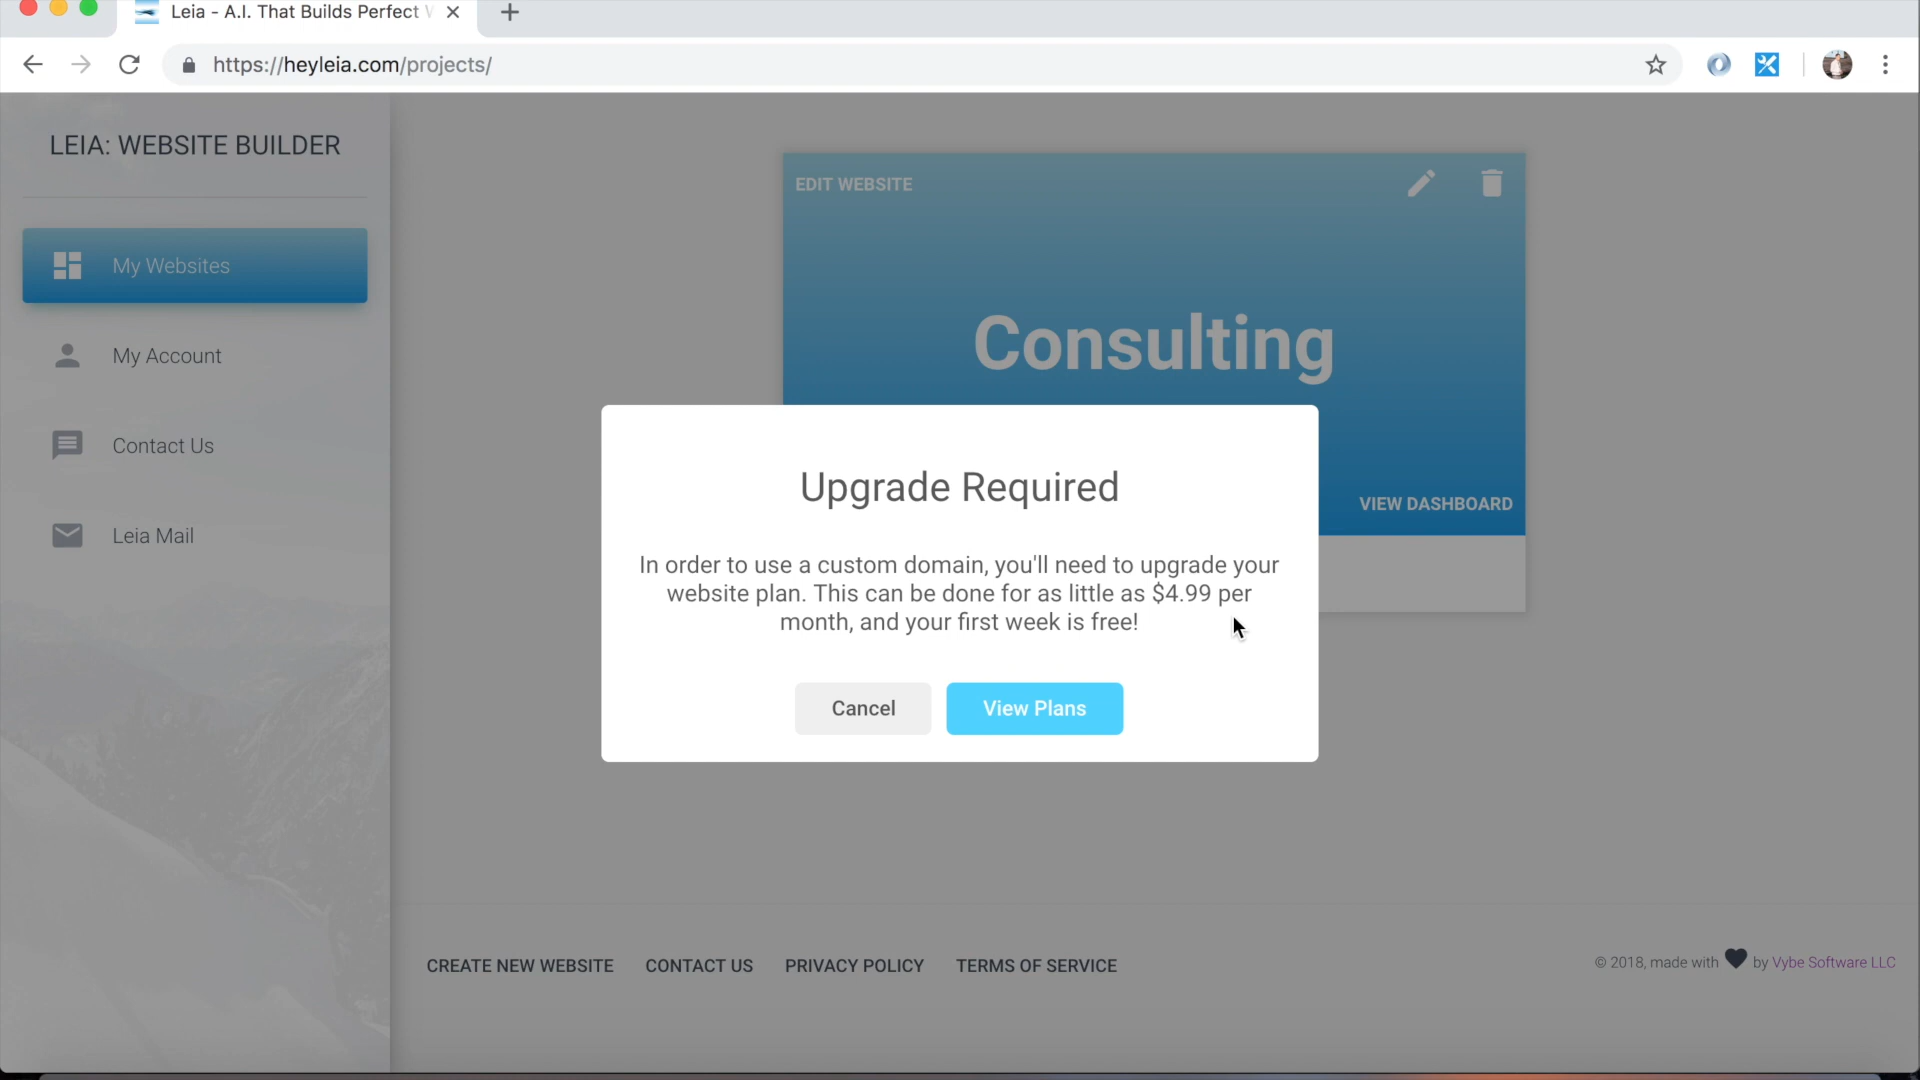 Leia - A.I. That Builds Perfect
https://heyleia.com/projects/
LEIA: WEBSITE BUILDER
My Websites
My Account
Contact Us
Leia Mail
EDIT WEBSITE
Consulting
VIEW DASHBOARD
Upgrade Required
In order to use a custom domain, you'll need to upgrade your
website plan. This can be done for as little as $4.99 per
month, and your first week is free!
Cancel
View Plans
CREATE NEW WEBSITE
CONTACT US
PRIVACY POLICY
TERMS OF SERVICE
© 2018, made with by Vybe Software LLC